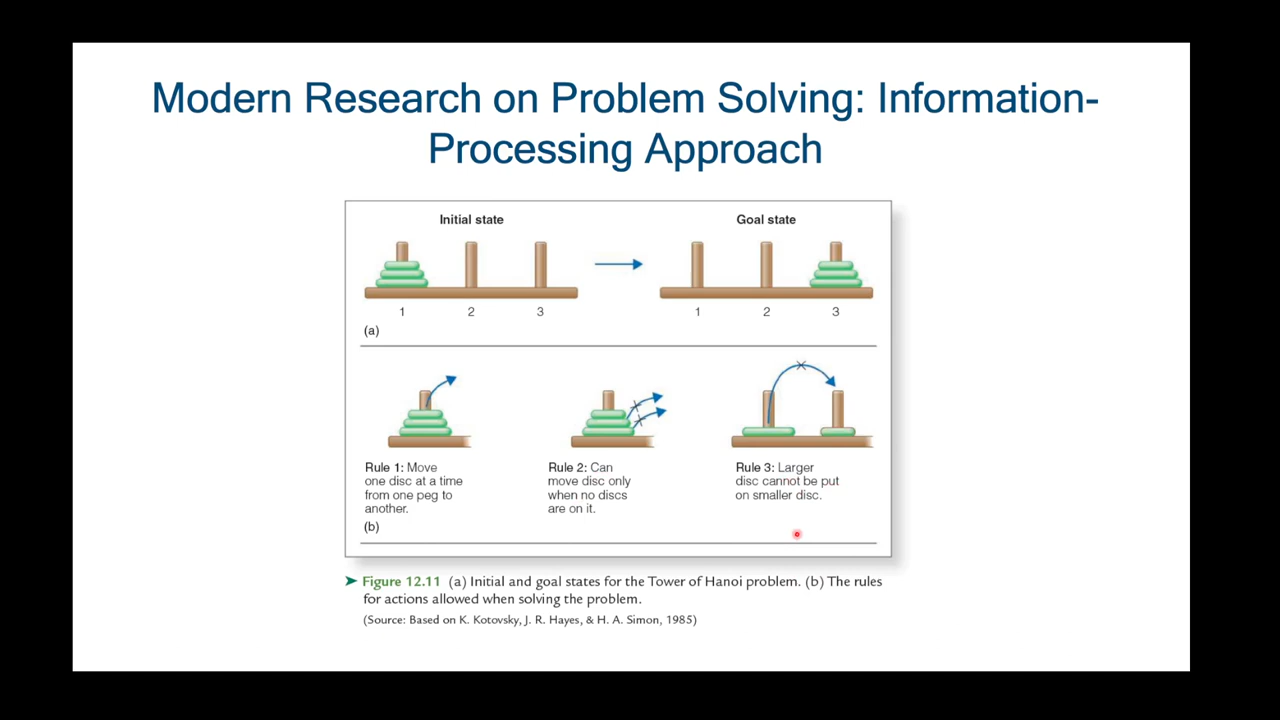 Modern Research on Problem Solving: Information-
Processing Approach
Initial state
Goal state
1 2 3
1 2 3
(a)
Rule 1: Move
one disc at a time
from one peg to
another.
Rule 2: Can
move disc only
when no discs
are on it.
Rule 3: Larger
disc cannot be put
on smaller disc.
(b)
➤ Figure 12.11 (a) Initial and goal states for the Tower of Hanoi problem. (b) The rules
for actions allowed when solving the problem.
(Source: Based on K. Kotovsky, J. R. Hayes, & H. A. Simon, 1985)